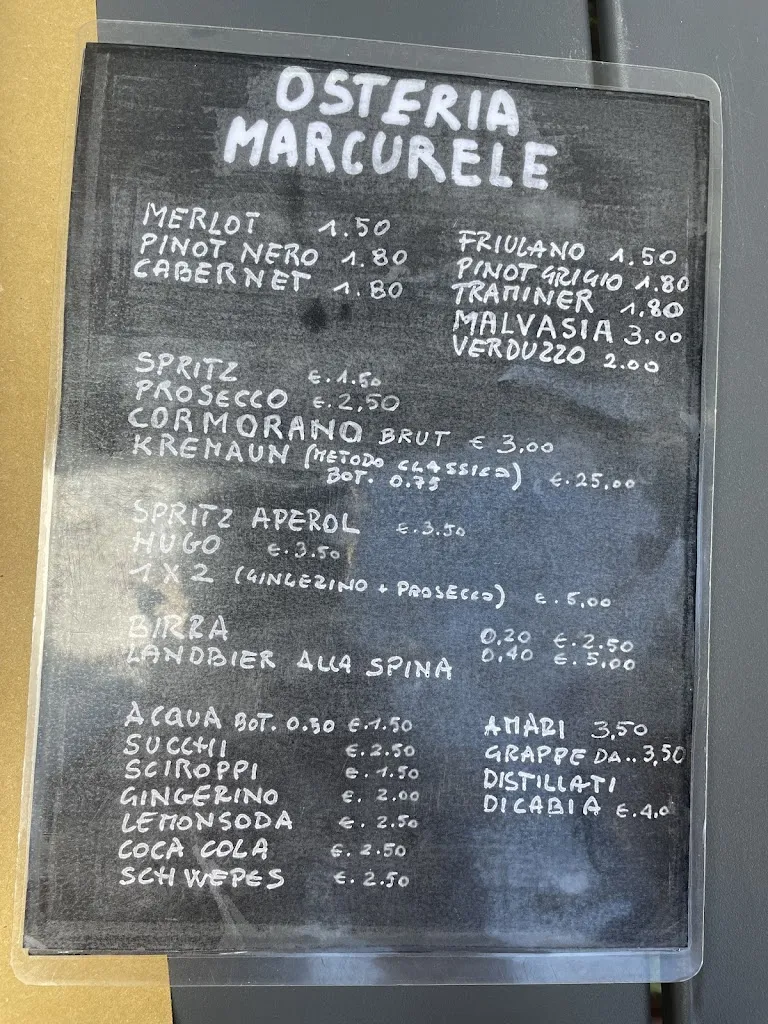 OSTERIA
MARCURELE
MERLOT 1.50
PINOT NERO 1.80
CABERNET 1.80
FRIULANO 1.50
PINOT GRIGIO 1.80
TRAMINER 1.80
MALVASIA 3.00
VERDUZZO 2.00
SPRITZ €.1.50
PROSECCO €.2,50
CORMORANO BRUT € 3,00
KREMAUN (METODO CLASSICO)
BOT. 0.75 €.25,00
SPRITZ APEROL €.3.50
HUGO €.3.50
1 X 2 (GINGERINO + PROSECCO) €.5,00
BIRRA 0,20 €.2.50
LANDBIER ALLA SPINA 0,40 €.5,00
ACQUA BOT. 0.50 €.1.50
SUCCHI €.2.50
SCIROPPI €.1.50
GINGERINO €. 2.00
LEMONSODA €. 2.50
COCA COLA €. 2.50
SCHWEPES €. 2.50
AMARI 3,50
GRAPPE DA.. 3,50
DISTILLATI
DI CABIA €.4,0